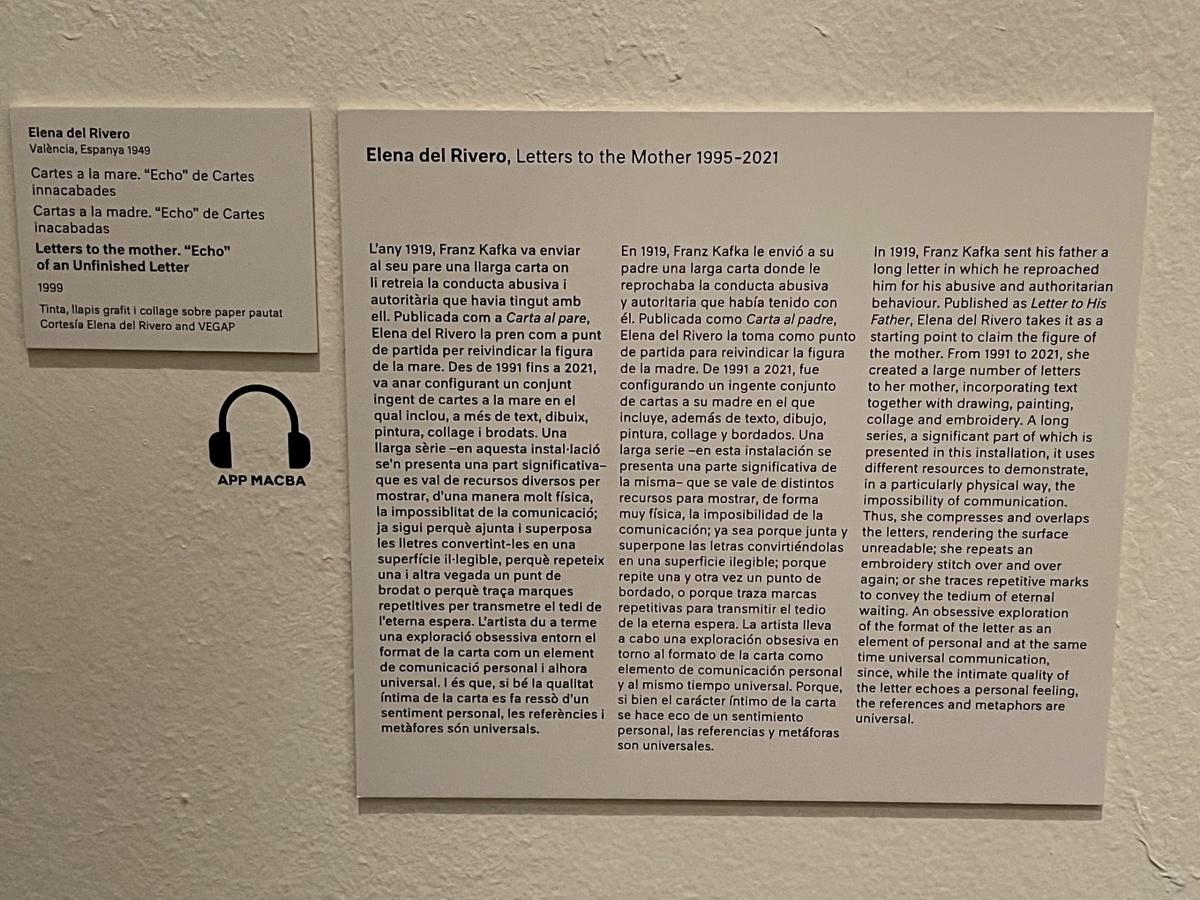 Elena del Rivero
València, Espanya 1949
Cartes a la mare. “Echo” de Cartes
innacabades
Cartas a la madre. “Echo” de Cartes
inacabadas
Letters to the mother. “Echo”
of an Unfinished Letter
1999
Tinta, llapis grafit i collage sobre paper pautat
Cortesía Elena del Rivero and VEGAP
APP MACBA
Elena del Rivero, Letters to the Mother 1995-2021
L'any 1919, Franz Kafka va enviar
al seu pare una llarga carta on
li retreia la conducta abusiva i
autoritària que havia tingut amb
ell. Publicada com a Carta al pare,
Elena del Rivero la pren com a punt
de partida per reivindicar la figura
de la mare. Des de 1991 fins a 2021,
va anar configurant un conjunt
ingent de cartes a la mare en el
qual inclou, a més de text, dibuix,
pintura, collage i brodats. Una
llarga sèrie –en aquesta instal·lació
se'n presenta una part significativa–
que es val de recursos diversos per
mostrar, d'una manera molt física,
la impossiblitat de la comunicació;
ja sigui perquè ajunta i superposa
les lletres convertint-les en una
superfície il·legible, perquè repeteix
una i altra vegada un punt de
brodat o perquè traça marques
repetitives per transmetre el tedi de
l'eterna espera. L'artista du a terme
una exploració obsessiva entorn el
format de la carta com un element
de comunicació personal i alhora
universal. I és que, si bé la qualitat
íntima de la carta es fa ressò d'un
sentiment personal, les referències i
metàfores són universals.
En 1919, Franz Kafka le envió a su
padre una larga carta donde le
reprochaba la conducta abusiva
y autoritaria que había tenido con
él. Publicada como Carta al padre,
Elena del Rivero la toma como punto
de partida para reivindicar la figura
de la madre. De 1991 a 2021, fue
configurando un ingente conjunto
de cartas a su madre en el que
incluye, además de texto, dibujo,
pintura, collage y bordados. Una
larga serie –en esta instalación se
presenta una parte significativa de
la misma– que se vale de distintos
recursos para mostrar, de forma
muy física, la imposibilidad de la
comunicación; ya sea porque junta y
superpone las letras convirtiéndolas
en una superficie ilegible; porque
repite una y otra vez un punto de
bordado, o porque traza marcas
repetitivas para transmitir el tedio
de la eterna espera. La artista lleva
a cabo una exploración obsesiva en
torno al formato de la carta como
elemento de comunicación personal
y al mismo tiempo universal. Porque,
si bien el carácter íntimo de la carta
se hace eco de un sentimiento
personal, las referencias y metáforas
son universales.
In 1919, Franz Kafka sent his father a
long letter in which he reproached
him for his abusive and authoritarian
behaviour. Published as Letter to His
Father, Elena del Rivero takes it as a
starting point to claim the figure of
the mother. From 1991 to 2021, she
created a large number of letters
to her mother, incorporating text
together with drawing, painting,
collage and embroidery. A long
series, a significant part of which is
presented in this installation, it uses
different resources to demonstrate,
in a particularly physical way, the
impossibility of communication.
Thus, she compresses and overlaps
the letters, rendering the surface
unreadable; she repeats an
embroidery stitch over and over
again; or she traces repetitive marks
to convey the tedium of eternal
waiting. An obsessive exploration
of the format of the letter as an
element of personal and at the same
time universal communication,
since, while the intimate quality of
the letter echoes a personal feeling,
the references and metaphors are
universal.